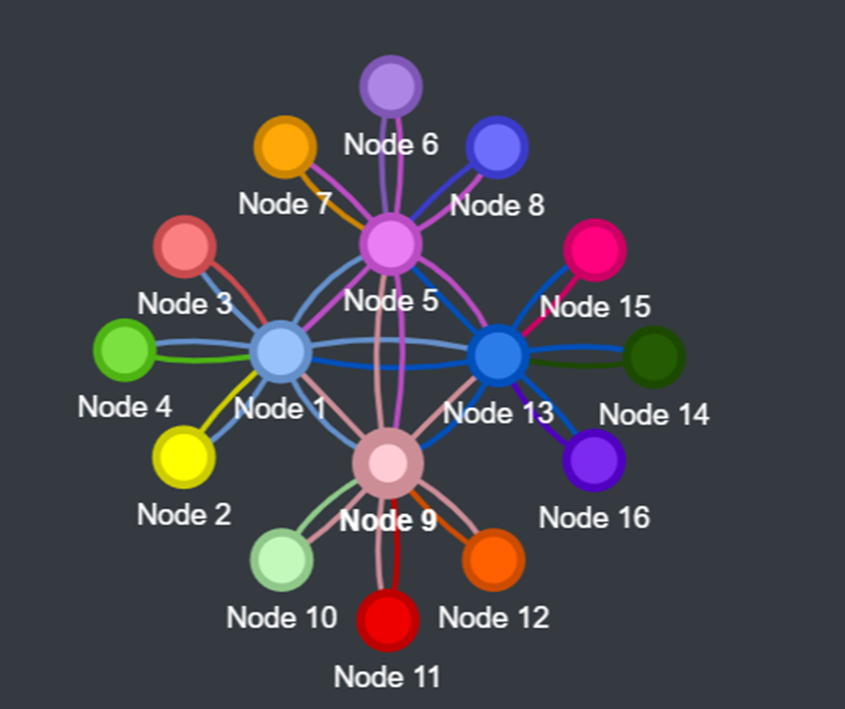 Node 6
Node 7
Node 8
Node 3
Node 5
Node 15
Node 4
Node 1
Node 13
Node 14
Node 2
Node 9
Node 16
Node 10
Node 12
Node 11